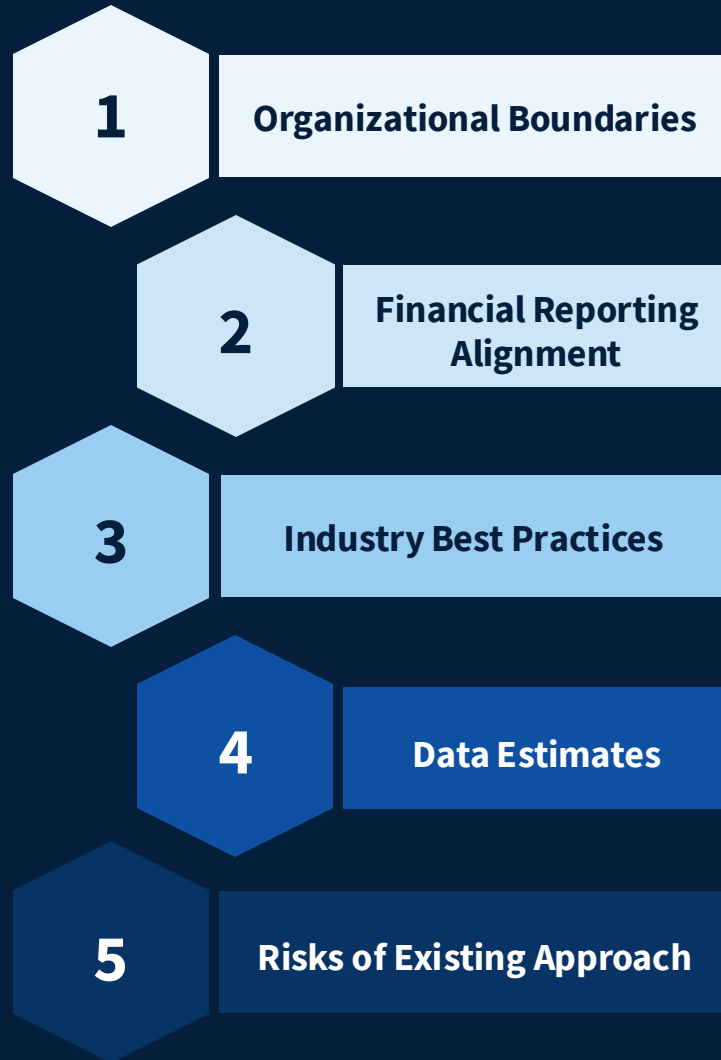 1
Organizational Boundaries
2
Financial Reporting
Alignment
3
Industry Best Practices
4
Data Estimates
5
Risks of Existing Approach